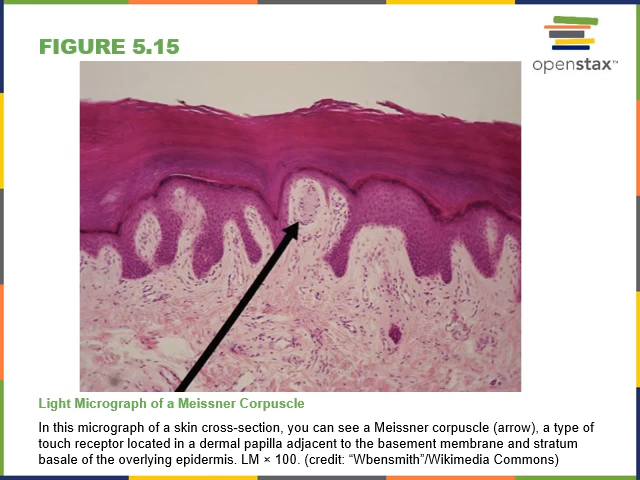 FIGURE 5.15
openstax™
Light Micrograph of a Meissner Corpuscle
In this micrograph of a skin cross-section, you can see a Meissner corpuscle (arrow), a type of
touch receptor located in a dermal papilla adjacent to the basement membrane and stratum
basale of the overlying epidermis. LM × 100. (credit: “Wbensmith”/Wikimedia Commons)